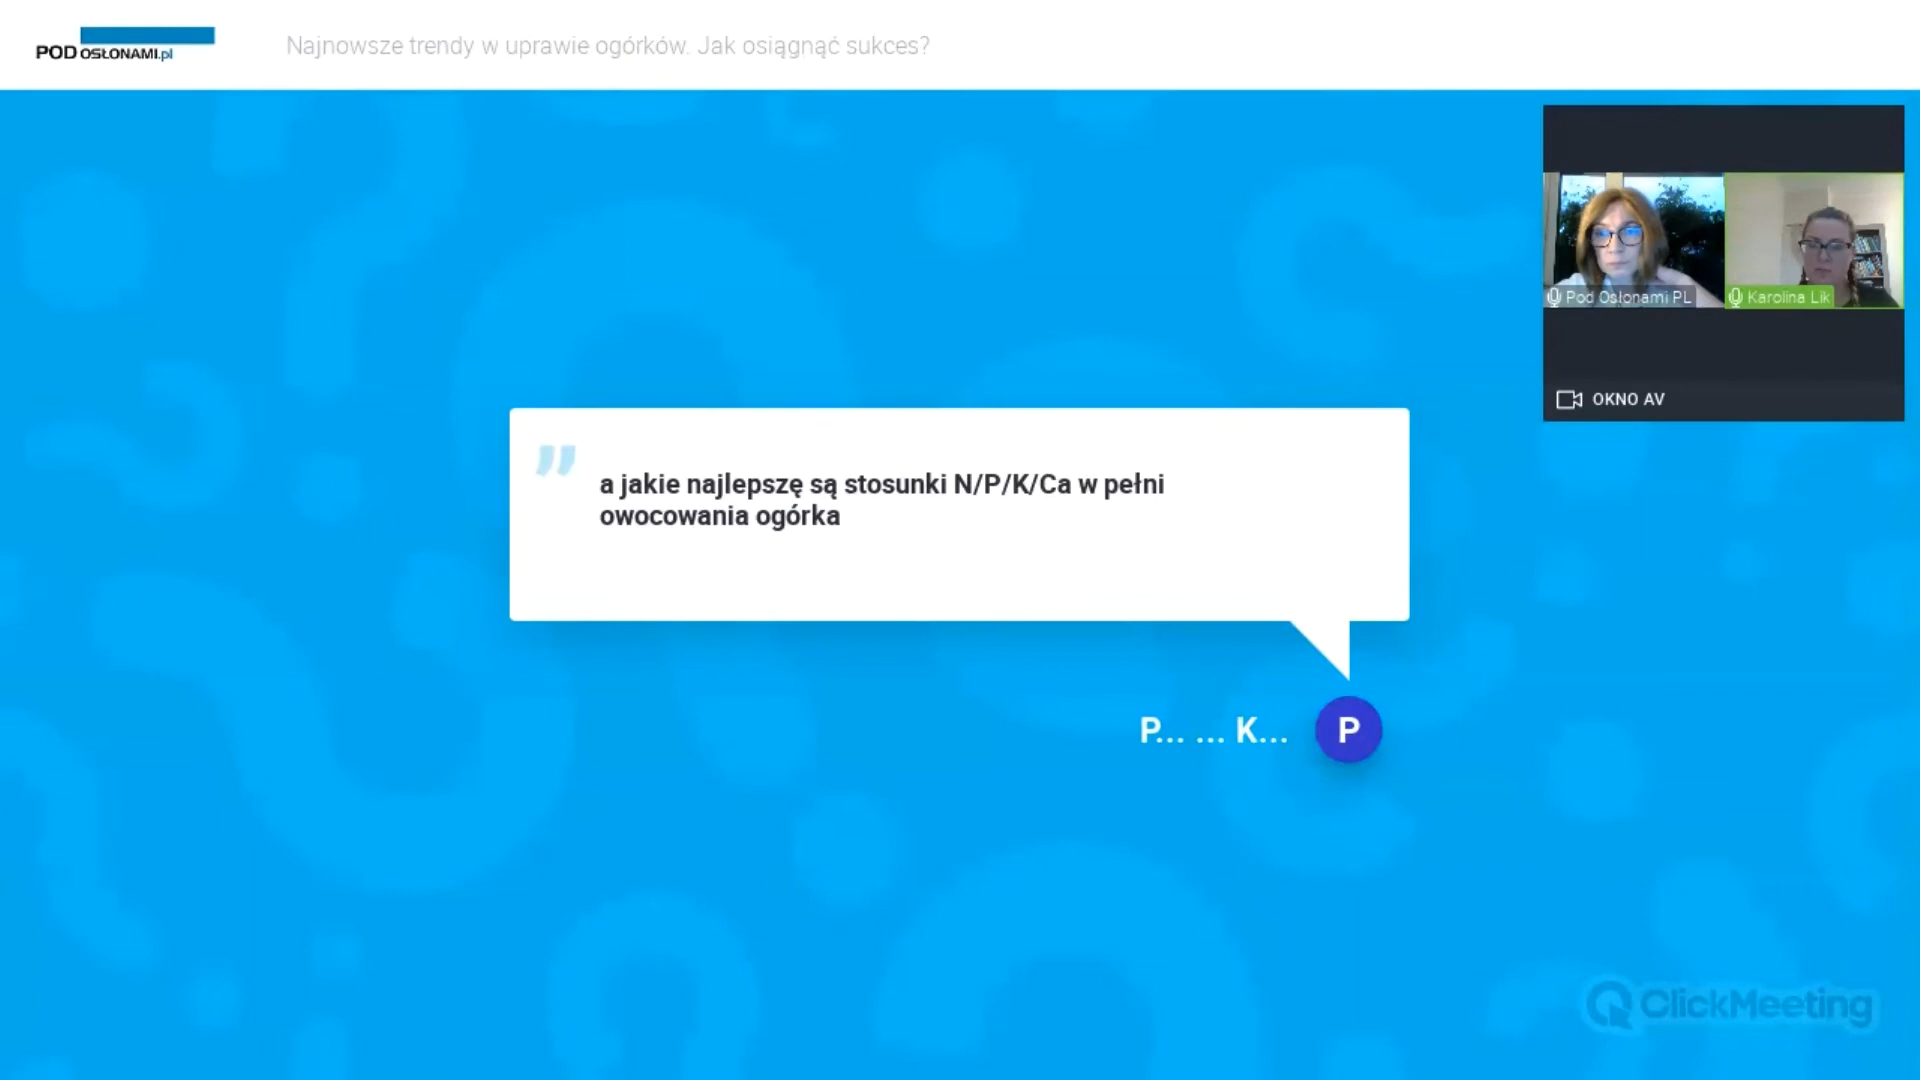 POD OSŁONAMI.pl
Najnowsze trendy w uprawie ogórków. Jak osiągnąć sukces?
Pod Osłonami PL
Karolina Lik
OKNO AV
a jakie najlepszę są stosunki N/P/K/Ca w pełni
owocowania ogórka
P... ... K...
P
ClickMeeting